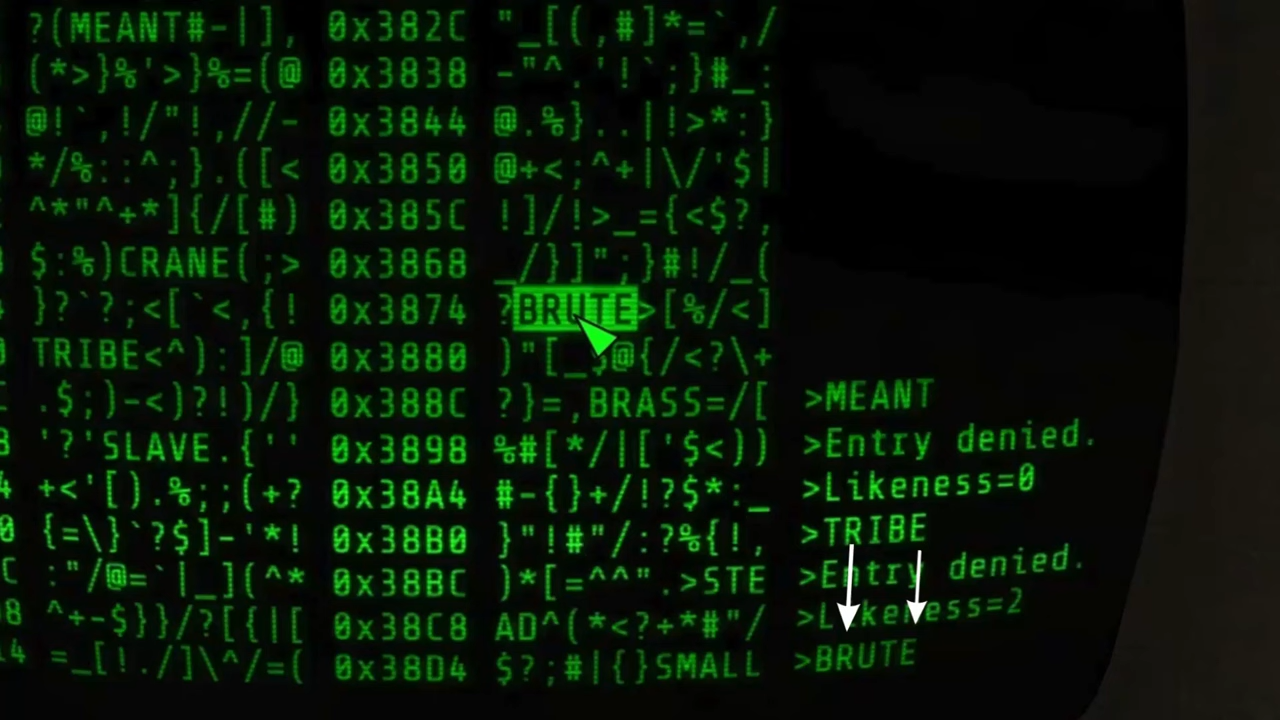 ?(MEANT#-|], 0x382C "_[(,#]*=`,/
(*>}%'>}%={@ 0x3838 -"^.'!`;}#_:
@!`,!/"!,//- 0x3844 @.%}..|!>*:}
*/%::^;}.([< 0x3850 @+<;^+|\/'$|
^*"^+*]{/[#) 0x385C !]/!>_={<$?,
$:%)CRANE(;> 0x3868 _/}]";}#!/_(
}?`?;<[`<,{! 0x3874 ?BRUTE>[%/<]
TRIBE<^):]/@ 0x3880 )"[_$@{/<?\+
.$;)-<)?!)/} 0x388C ?}=,BRASS=/[
'?'SLAVE.{'' 0x3898 %#[*/|['$<))
+<'[).%;;(+? 0x38A4 #-{}+/!?$*:_
{=\}`?$]-'*! 0x38B0 }"!#"/:?%{!,
:"/@=`|_](^* 0x38BC )*[=^^".>STE
^+-$}}/?[{|[ 0x38C8 AD^(*<?+*#"/
=_[!./]\^/=( 0x38D4 $?;#|{}SMALL
>MEANT
>Entry denied.
>Likeness=0
>TRIBE
>Entry denied.
>Likeness=2
>BRUTE